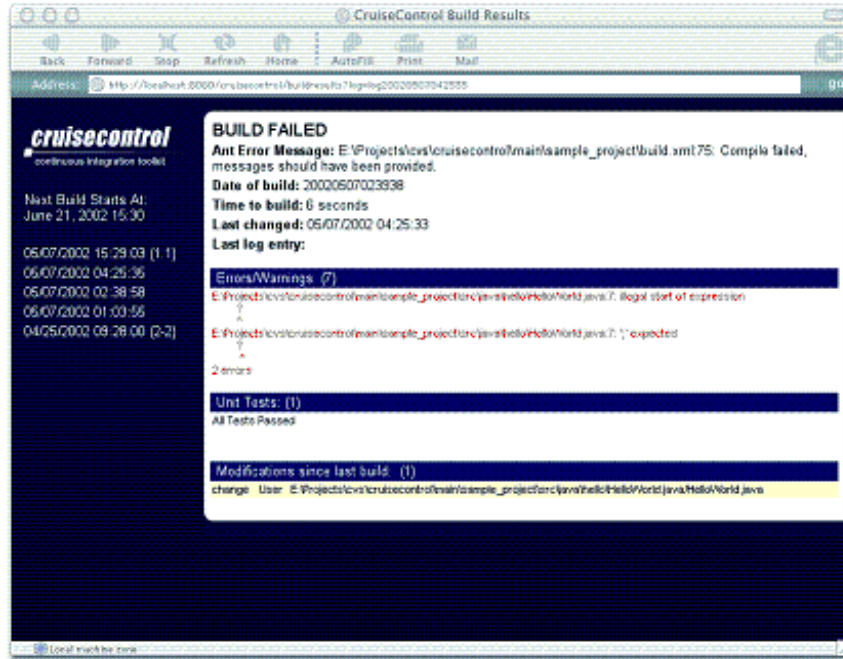 CruiseControl Build Results
Back Forward Stop Refresh Home AutoFill Print Mail
Address: http://localhost:8080/cruisecontrol/buildresults?log=log20020507042535
go
cruisecontrol
continuous integration toolkit
Next Build Starts At:
June 21, 2002 15:30
05/07/2002 15:29:03 (1.1)
05/07/2002 04:25:35
05/07/2002 02:38:58
05/07/2002 01:03:55
04/25/2002 09:28:00 (2-2)
BUILD FAILED
Ant Error Message: E:\Projects\cvs\cruisecontrol\main\sample_project\build.xml:75: Compile failed,
messages should have been provided.
Date of build: 20020507023938
Time to build: 6 seconds
Last changed: 05/07/2002 04:25:33
Last log entry:
Errors/Warnings: (7)
E:\Projects\cvs\cruisecontrol\main\sample_project\src\java\hello\HelloWorld.java:7: illegal start of expression
?
^
E:\Projects\cvs\cruisecontrol\main\sample_project\src\java\hello\HelloWorld.java:7: ';' expected
?
^
2 errors
Unit Tests: (1)
All Tests Passed
Modifications since last build: (1)
change User E:\Projects\cvs\cruisecontrol\main\sample_project\src\java\hello\HelloWorld.java/HelloWorld.java
Local machine zone